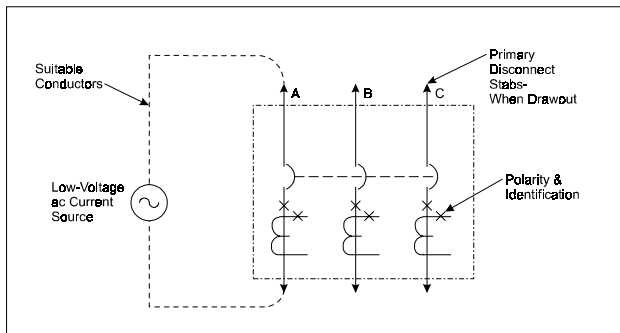 Suitable
Conductors
A
B
C
Primary
Disconnect
Stabs-
When Drawout
Low-Voltage
ac Current
Source
Polarity &
Identification